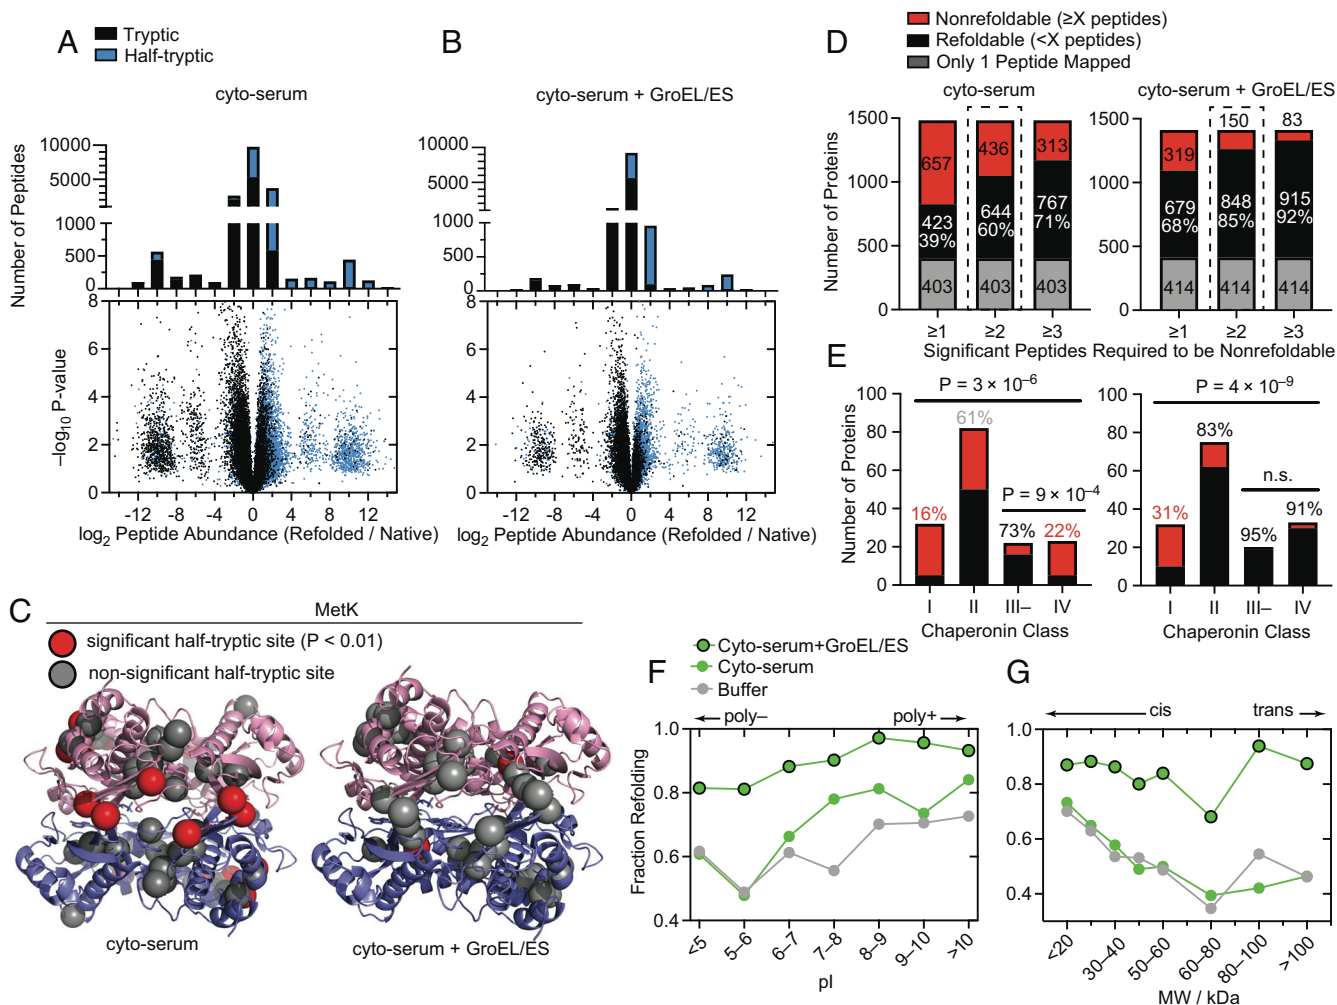 A
Tryptic
Half-tryptic
cyto-serum
Number of Peptides
10000
5000
1000
500
0
–log10 P-value
8
6
4
2
0
-12 -8 -4 0 4 8 12
log2 Peptide Abundance (Refolded / Native)
B
cyto-serum + GroEL/ES
10000
5000
1000
500
0
8
6
4
2
0
-12 -8 -4 0 4 8 12
log2 Peptide Abundance (Refolded / Native)
C
MetK
significant half-tryptic site (P < 0.01)
non-significant half-tryptic site
cyto-serum
cyto-serum + GroEL/ES
D
Nonrefoldable (≥X peptides)
Refoldable (<X peptides)
Only 1 Peptide Mapped
cyto-serum
Number of Proteins
1500
1000
500
0
657
423
39%
403
436
644
60%
403
313
767
71%
403
≥1 ≥2 ≥3
cyto-serum + GroEL/ES
1500
1000
500
0
319
679
68%
414
150
848
85%
414
83
915
92%
414
≥1 ≥2 ≥3
Significant Peptides Required to be Nonrefoldable
E
Number of Proteins
100
80
60
40
20
0
P = 3 × 10–6
16%
61%
P = 9 × 10–4
73%
22%
I II III– IV
Chaperonin Class
100
80
60
40
20
0
P = 4 × 10–9
31%
83%
n.s.
95%
91%
I II III– IV
Chaperonin Class
Cyto-serum+GroEL/ES
Cyto-serum
Buffer
F
poly–
poly+
Fraction Refolding
1.0
0.8
0.6
0.4
<5 5–6 6–7 7–8 8–9 9–10 >10
pI
G
cis
trans
1.0
0.8
0.6
0.4
<20 30–40 50–60 60–80 80–100 >100
MW / kDa